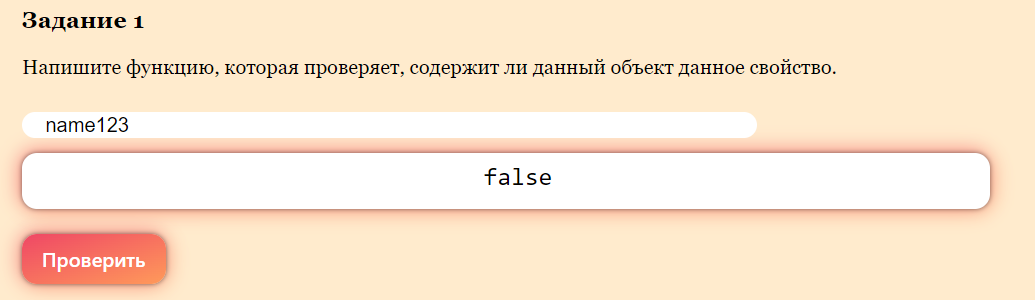 Задание 1
Напишите функцию, которая проверяет, содержит ли данный объект данное свойство.
name123
false
Проверить